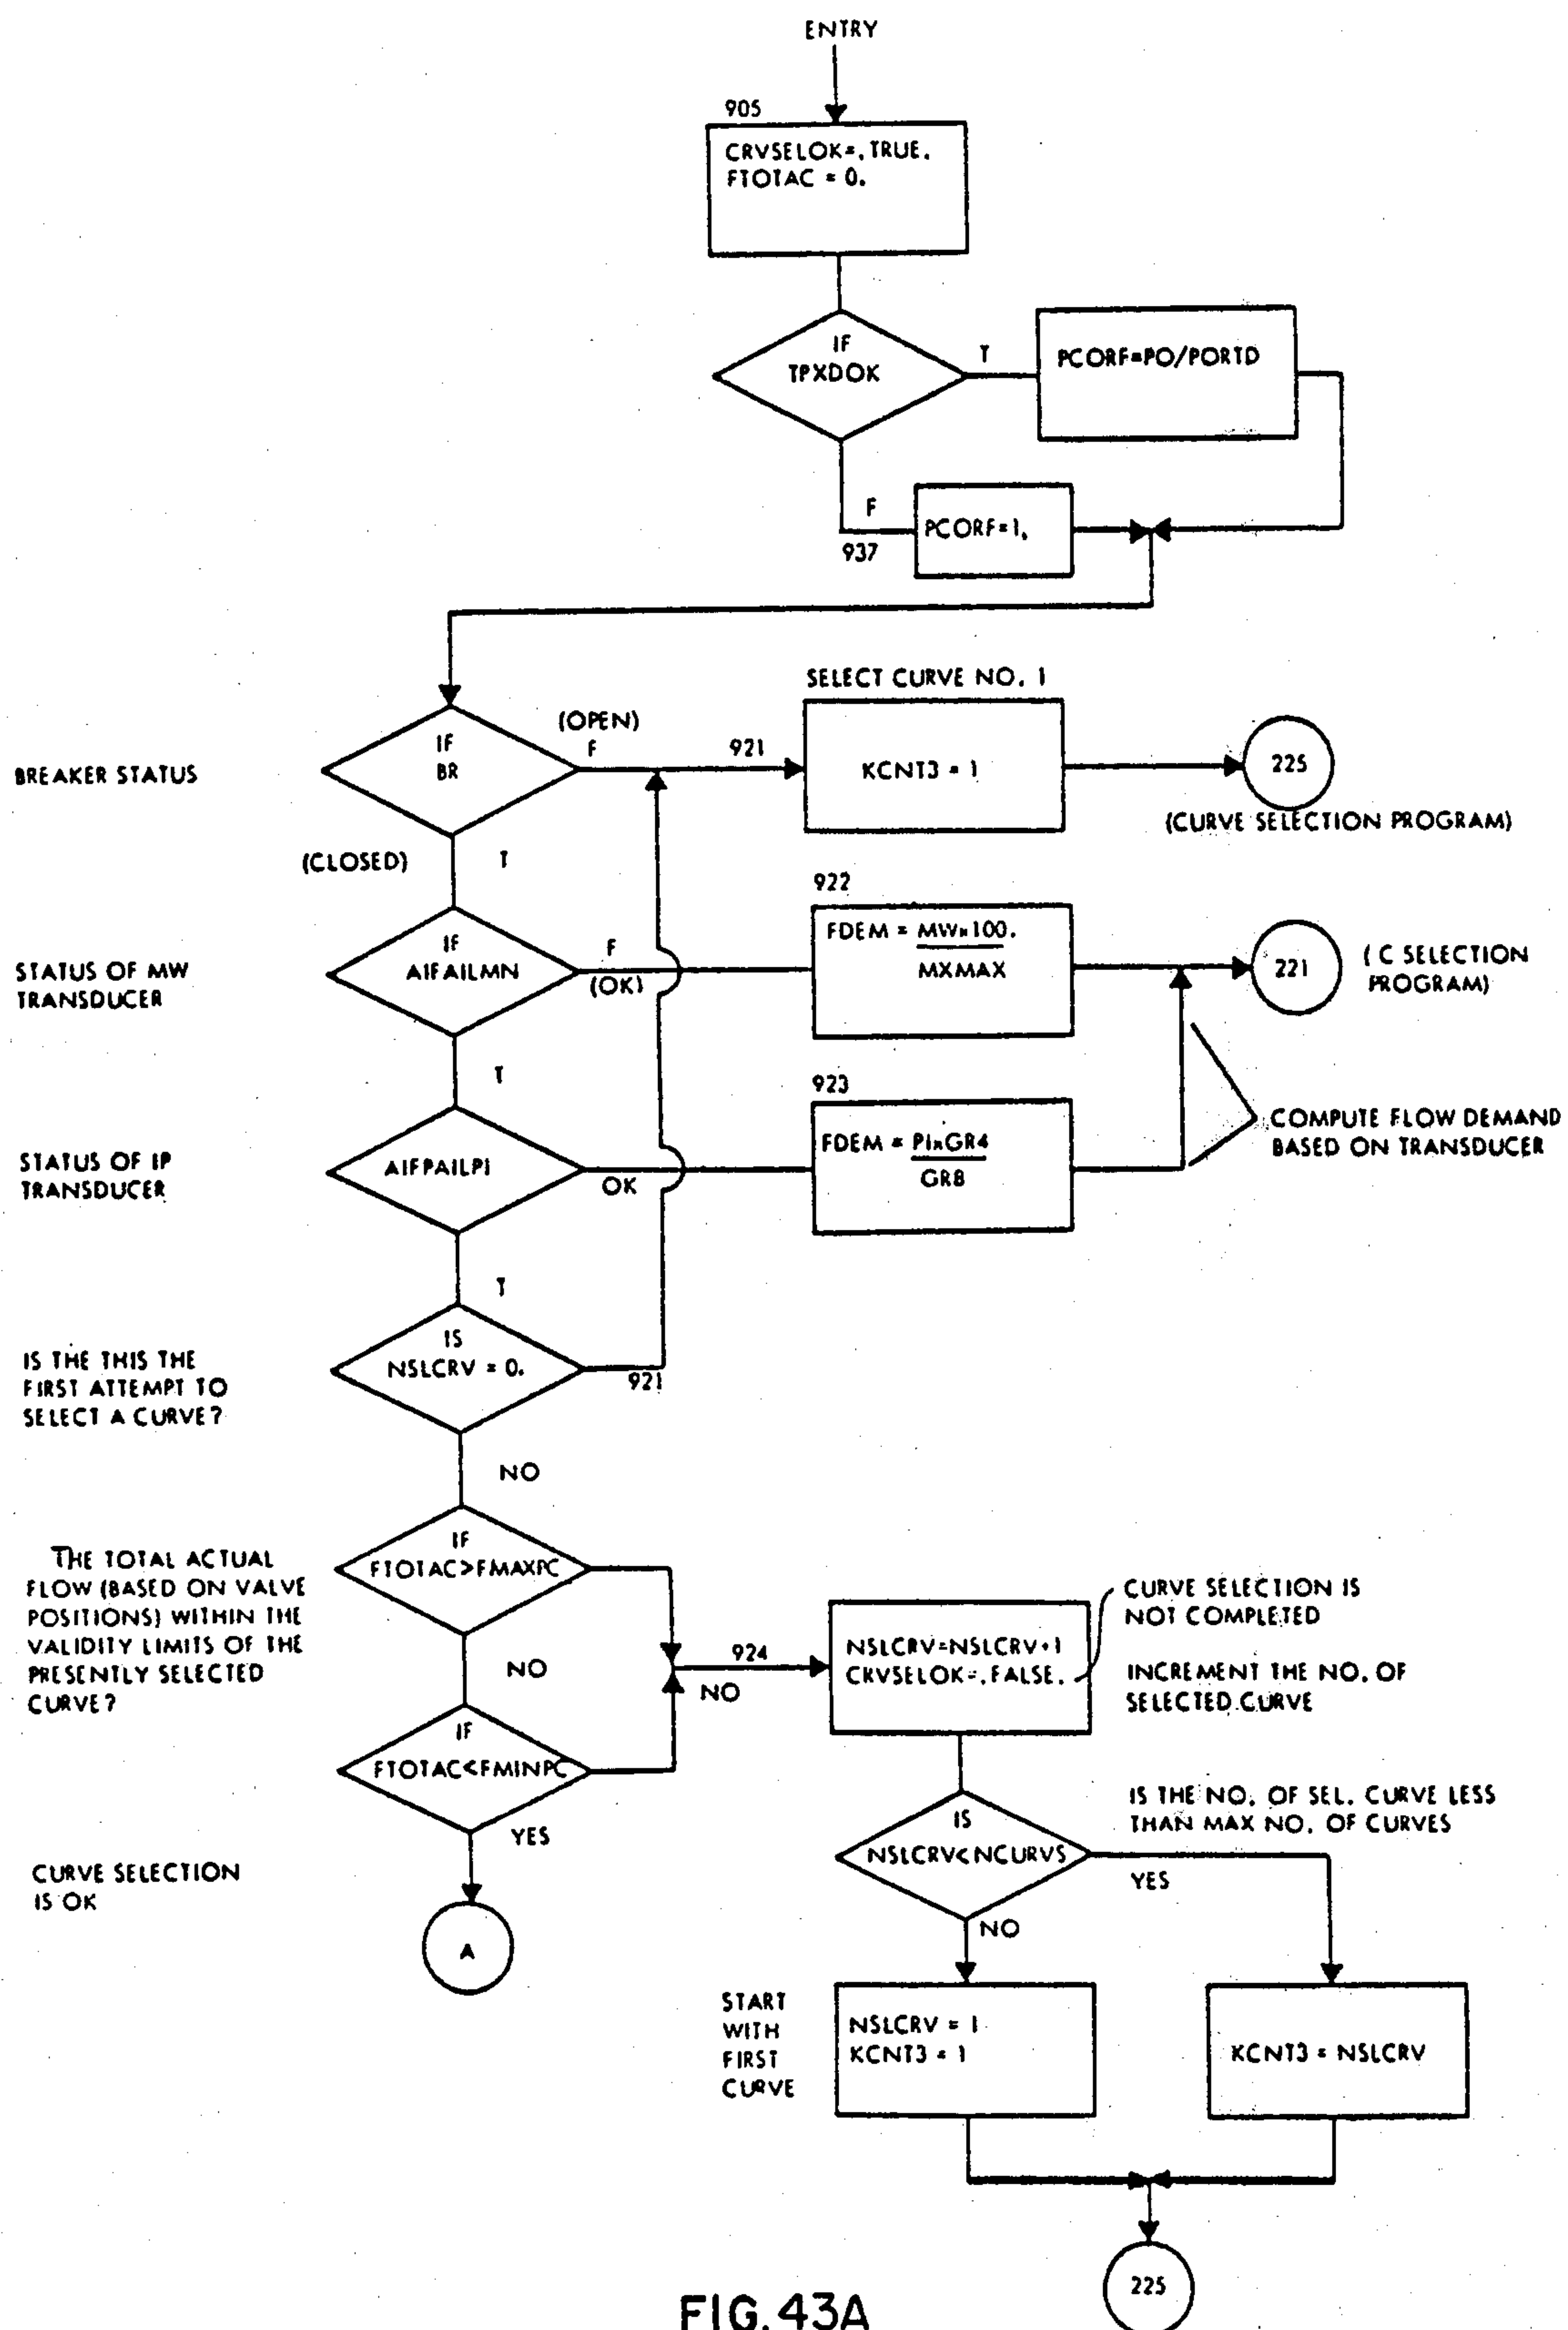 ENTRY
905
CRVSELOK=.TRUE.
FTOTAC = 0.
IF
TPXDOK
T
PCORF=PO/PORTD
F
937
PCORF=1.
SELECT CURVE NO. 1
BREAKER STATUS
IF
BR
(OPEN)
F
921
KCNT3 = 1
225
(CURVE SELECTION PROGRAM)
(CLOSED)
T
STATUS OF MW
TRANSDUCER
IF
AIFAILMN
F
(OK)
922
FDEM = MWx100.
MXMAX
221
( C SELECTION
PROGRAM)
T
STATUS OF IP
TRANSDUCER
AIFPAILPI
OK
923
FDEM = PIxGR4
GR8
COMPUTE FLOW DEMAND
BASED ON TRANSDUCER
T
IS THE THIS THE
FIRST ATTEMPT TO
SELECT A CURVE?
IS
NSLCRV = 0.
921
NO
THE TOTAL ACTUAL
FLOW (BASED ON VALVE
POSITIONS) WITHIN THE
VALIDITY LIMITS OF THE
PRESENTLY SELECTED
CURVE?
IF
FTOTAC>FMAXPC
NO
924
NO
NSLCRV=NSLCRV+1
CRVSELOK=.FALSE.
CURVE SELECTION IS
NOT COMPLETED
INCREMENT THE NO. OF
SELECTED CURVE
IF
FTOTAC<FMINPC
YES
CURVE SELECTION
IS OK
A
IS
NSLCRV<NCURVS
IS THE NO. OF SEL. CURVE LESS
THAN MAX NO. OF CURVES
YES
NO
START
WITH
FIRST
CURVE
NSLCRV = 1
KCNT3 = 1
KCNT3 = NSLCRV
225
FIG.43A